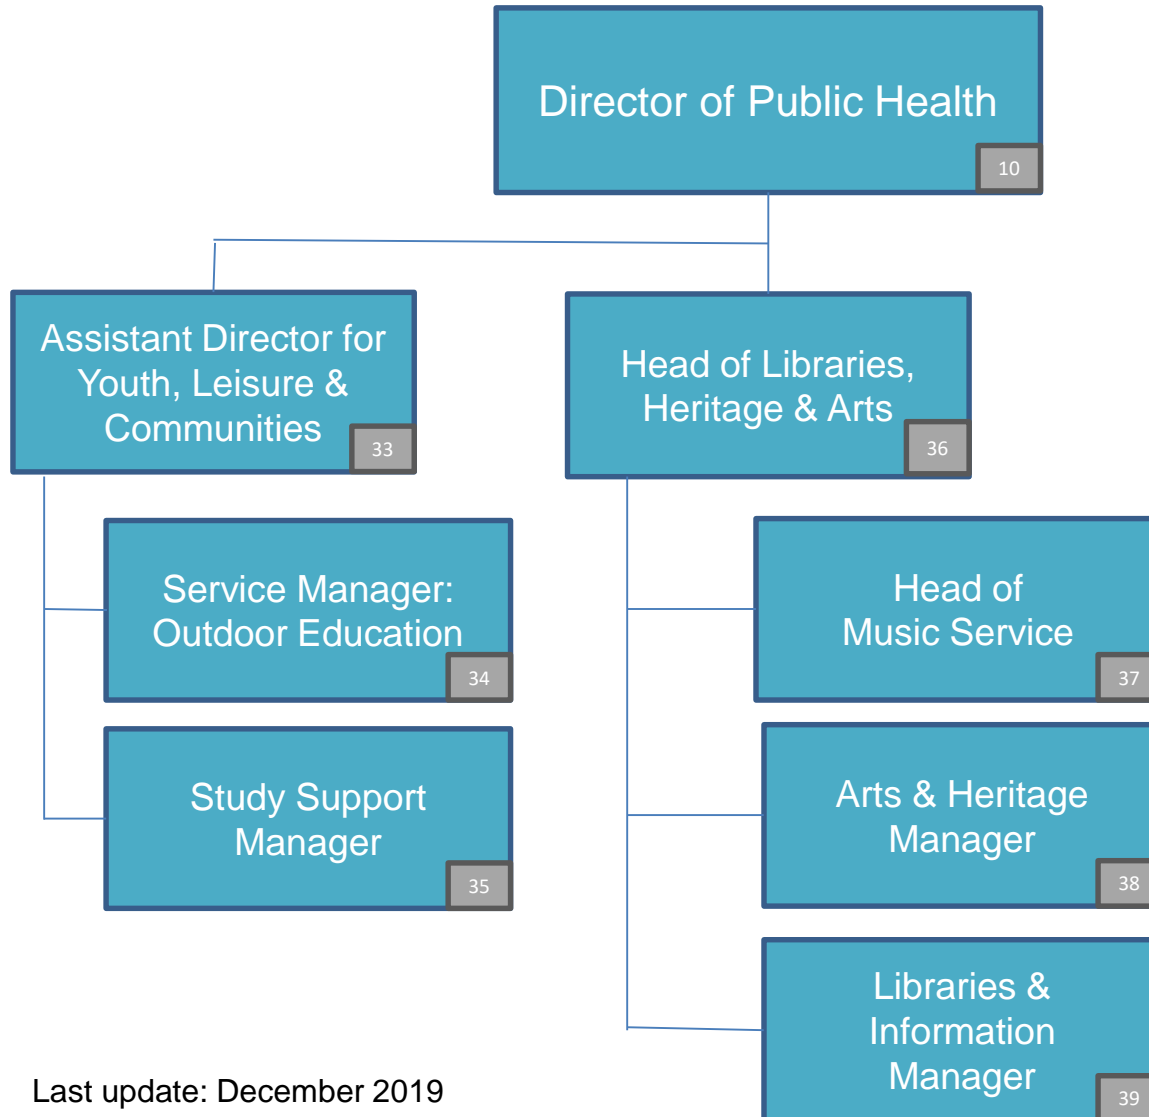 Director of Public Health
10
Assistant Director for
Youth, Leisure &
Communities
33
Head of Libraries,
Heritage & Arts
36
Service Manager:
Outdoor Education
34
Study Support
Manager
35
Head of
Music Service
37
Arts & Heritage
Manager
38
Libraries &
Information
Manager
39
Last update: December 2019